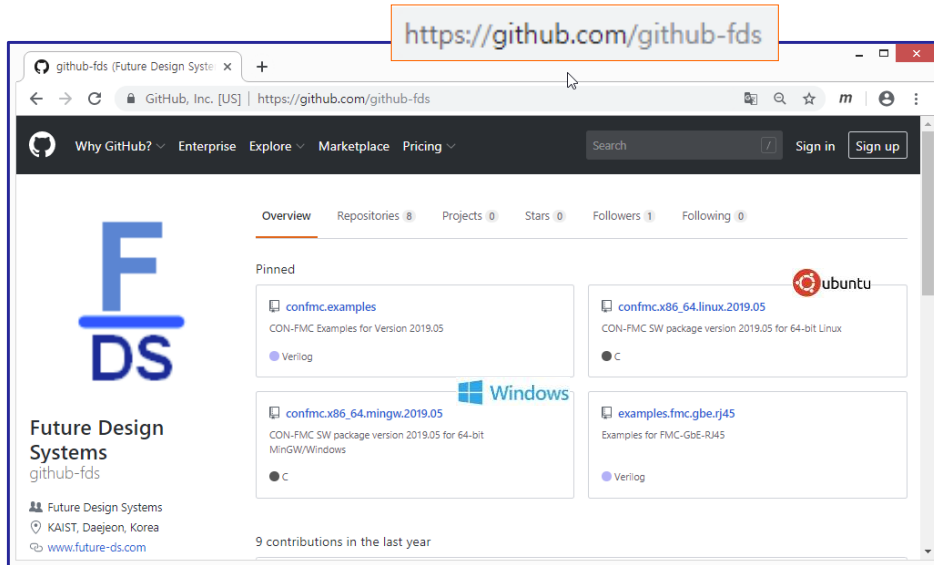 https://github.com/github-fds
github-fds (Future Design Syste
GitHub, Inc. [US] | https://github.com/github-fds
m
Why GitHub? Enterprise Explore Marketplace Pricing Search / Sign in Sign up
Overview Repositories 8 Projects 0 Stars 0 Followers 1 Following 0
Pinned
ubuntu
confmc.examples
CON-FMC Examples for Version 2019.05
Verilog
confmc.x86_64.linux.2019.05
CON-FMC SW package version 2019.05 for 64-bit Linux
C
Windows
confmc.x86_64.mingw.2019.05
CON-FMC SW package version 2019.05 for 64-bit
MinGW/Windows
C
examples.fmc.gbe.rj45
Examples for FMC-GbE-RJ45
Verilog
9 contributions in the last year
F
DS
Future Design
Systems
github-fds
Future Design Systems
KAIST, Daejeon, Korea
www.future-ds.com